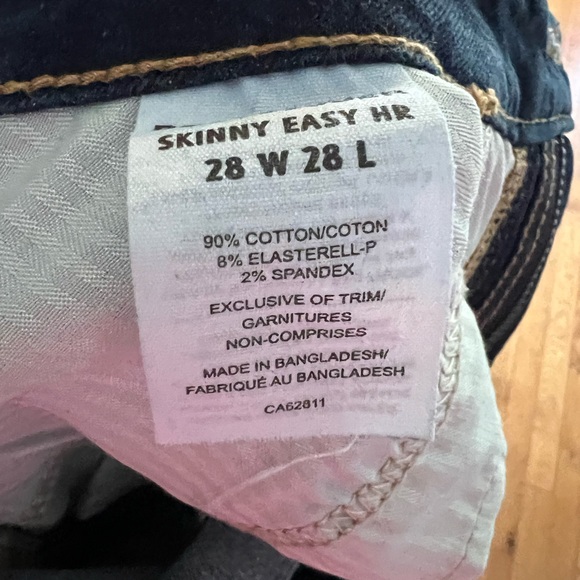 SKINNY EASY HR
28 W 28 L
90% COTTON/COTON
8% ELASTERELL-P
2% SPANDEX
EXCLUSIVE OF TRIM/
GARNITURES
NON-COMPRISES
MADE IN BANGLADESH/
FABRIQUÉ AU BANGLADESH
CA62811